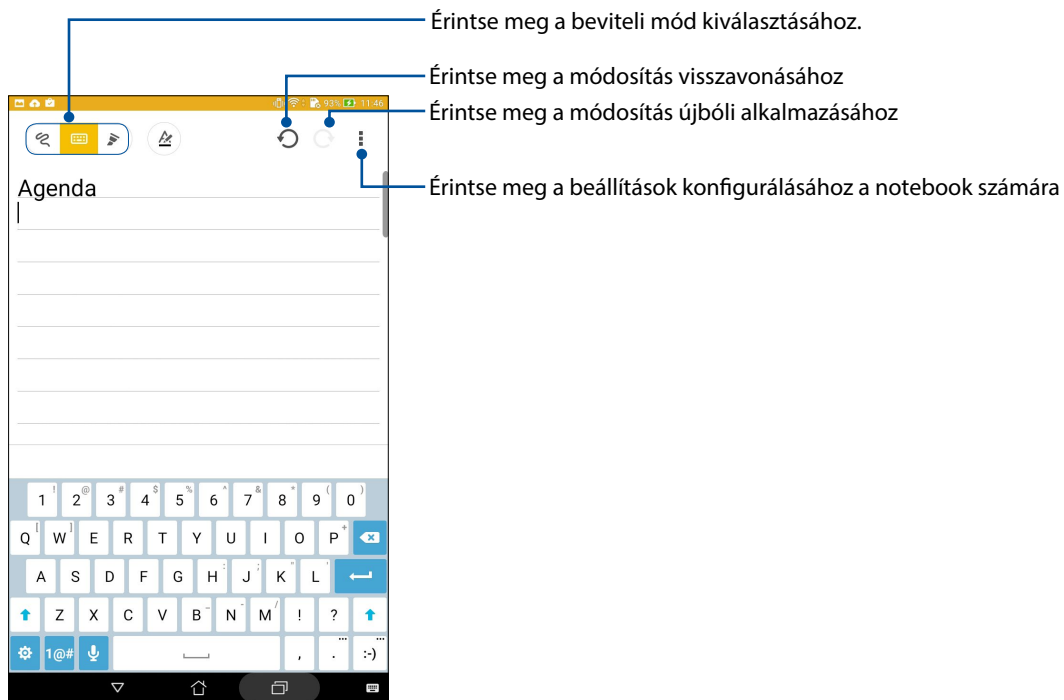 Érintse meg a beviteli mód kiválasztásához.
Érintse meg a módosítás visszavonásához
Érintse meg a módosítás újbóli alkalmazásához
Érintse meg a beállítások konfigurálásához a notebook számára
93% 11:46
Agenda
1 ! 2 @ 3 # 4 $ 5 % 6 ^ 7 & 8 * 9 ( 0 )
Q [ W ] E R T Y U I O P +
A S D F G H : J ; K " L '
Z X C V B _ N - M / ! ?
1@# , . ... :-) ...